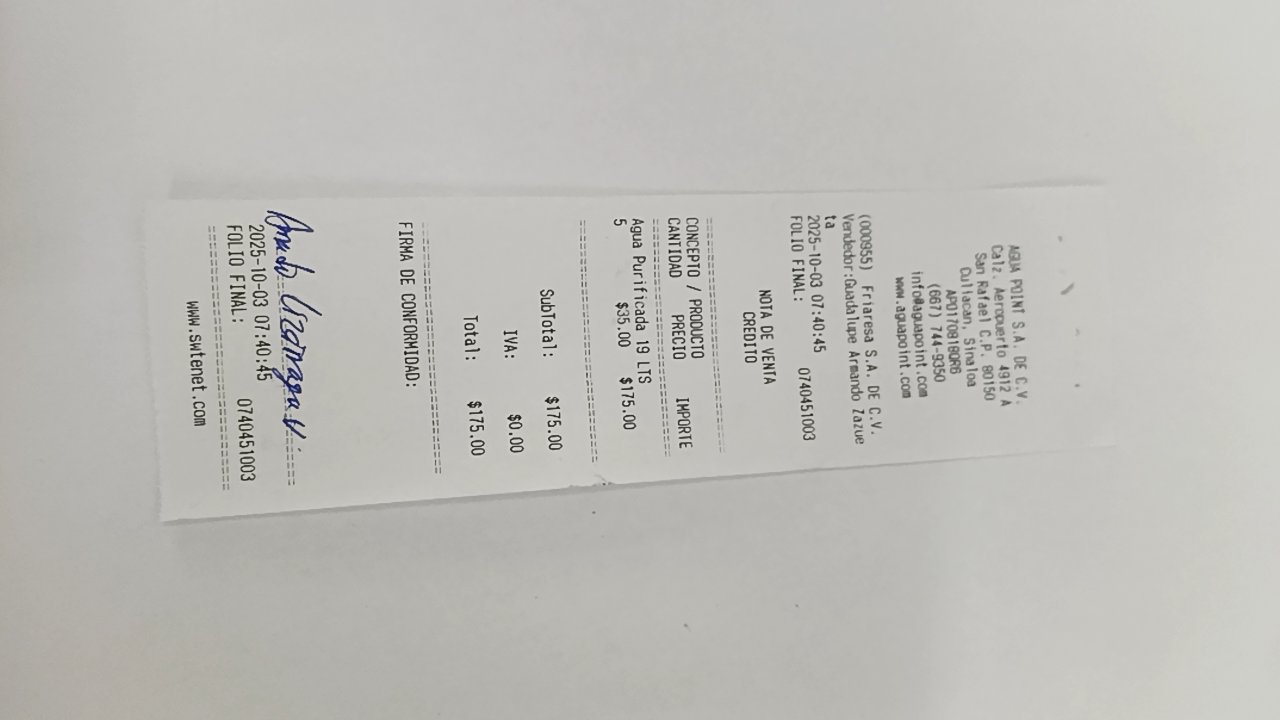 AGUA POINT S.A. DE C.V.
Calz. Aeropuerto 4912 A
San Rafael C.P. 80150
Culiacan, Sinaloa
APO170818QR6
(667) 744-9350
info@aguapoint.com
www.aguapoint.com
(000955) Friaresa S.A. DE C.V.
Vendedor:Guadalupe Armando Zazue
ta
2025-10-03 07:40:45
FOLIO FINAL: 0740451003
NOTA DE VENTA
CREDITO
CONCEPTO / PRODUCTO
CANTIDAD PRECIO IMPORTE
Agua Purificada 19 LTS
5 $35.00 $175.00
SubTotal: $175.00
IVA: $0.00
Total: $175.00
FIRMA DE CONFORMIDAD:
2025-10-03 07:40:45
FOLIO FINAL: 0740451003
www.swtenet.com